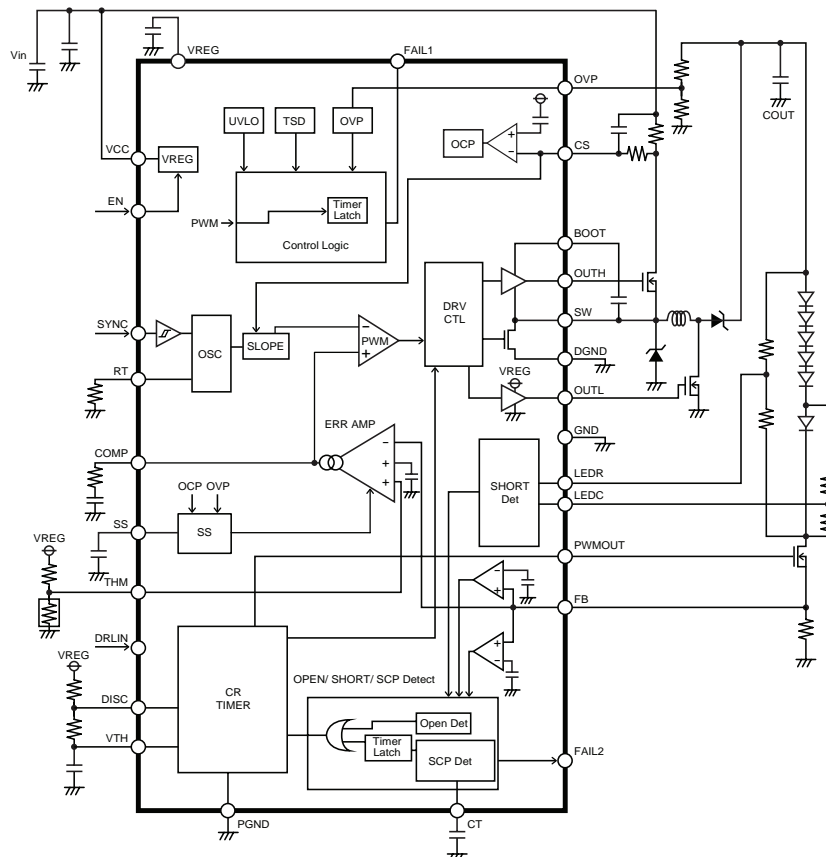 VREG
FAIL1
Vin
OVP
COUT
UVLO
TSD
OVP
OCP
+
−
CS
VCC
VREG
EN
Timer
Latch
PWM
Control Logic
BOOT
DRV
CTL
OUTH
SW
SYNC
OSC
SLOPE
−
PWM
+
DGND
RT
VREG
OUTL
ERR AMP
GND
COMP
−
+
+
SHORT
Det
LEDR
LEDC
OCP OVP
SS
SS
VREG
PWMOUT
THM
−
+
FB
DRLIN
VREG
+
−
OPEN/ SHORT/ SCP Detect
DISC
CR
TIMER
Open Det
VTH
Timer
Latch
SCP Det
FAIL2
PGND
CT